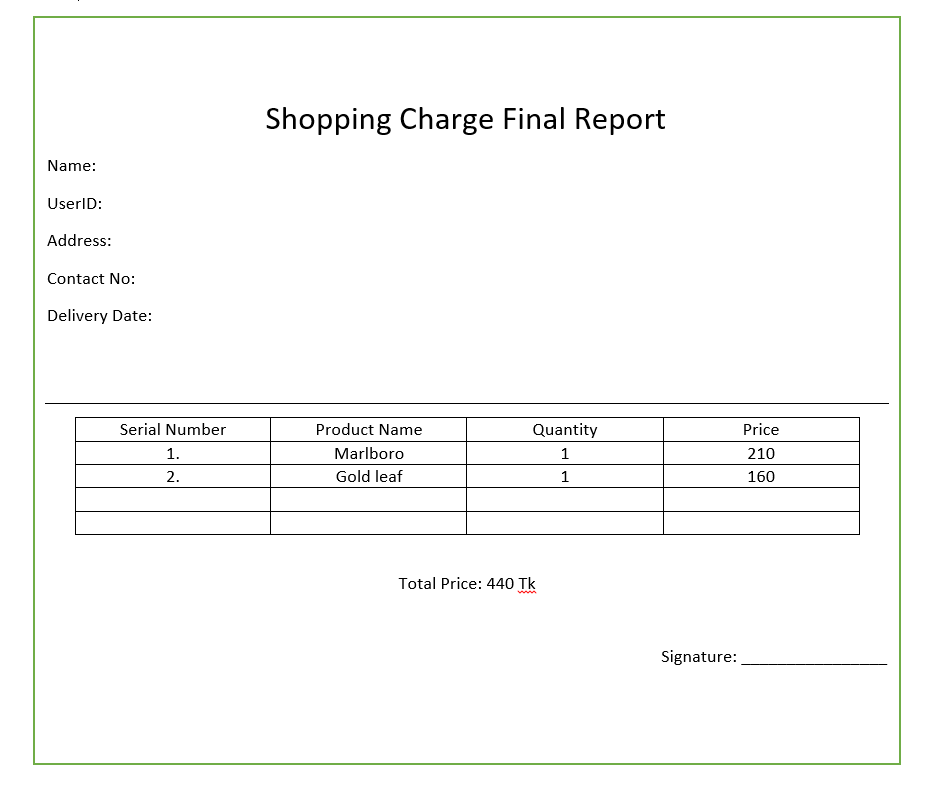 Shopping Charge Final Report
Name:
UserID:
Address:
Contact No:
Delivery Date:
Serial Number Product Name Quantity Price
1. Marlboro 1 210
2. Gold leaf 1 160
Total Price: 440 Tk
Signature: ________________